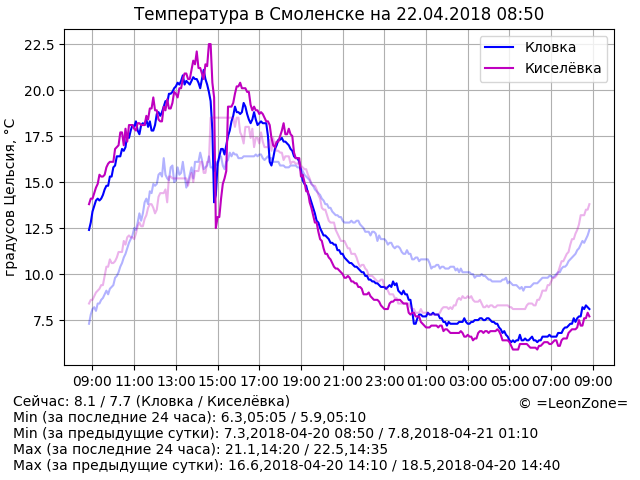 Температура в Смоленске на 22.04.2018 08:50
Кловка
Киселёвка
градусов Цельсия, °C
22.5
20.0
17.5
15.0
12.5
10.0
7.5
09:00 11:00 13:00 15:00 17:00 19:00 21:00 23:00 01:00 03:00 05:00 07:00 09:00
Сейчас: 8.1 / 7.7 (Кловка / Киселёвка)
© =LeonZone=
Min (за последние 24 часа): 6.3,05:05 / 5.9,05:10
Min (за предыдущие сутки): 7.3,2018-04-20 08:50 / 7.8,2018-04-21 01:10
Max (за последние 24 часа): 21.1,14:20 / 22.5,14:35
Max (за предыдущие сутки): 16.6,2018-04-20 14:10 / 18.5,2018-04-20 14:40